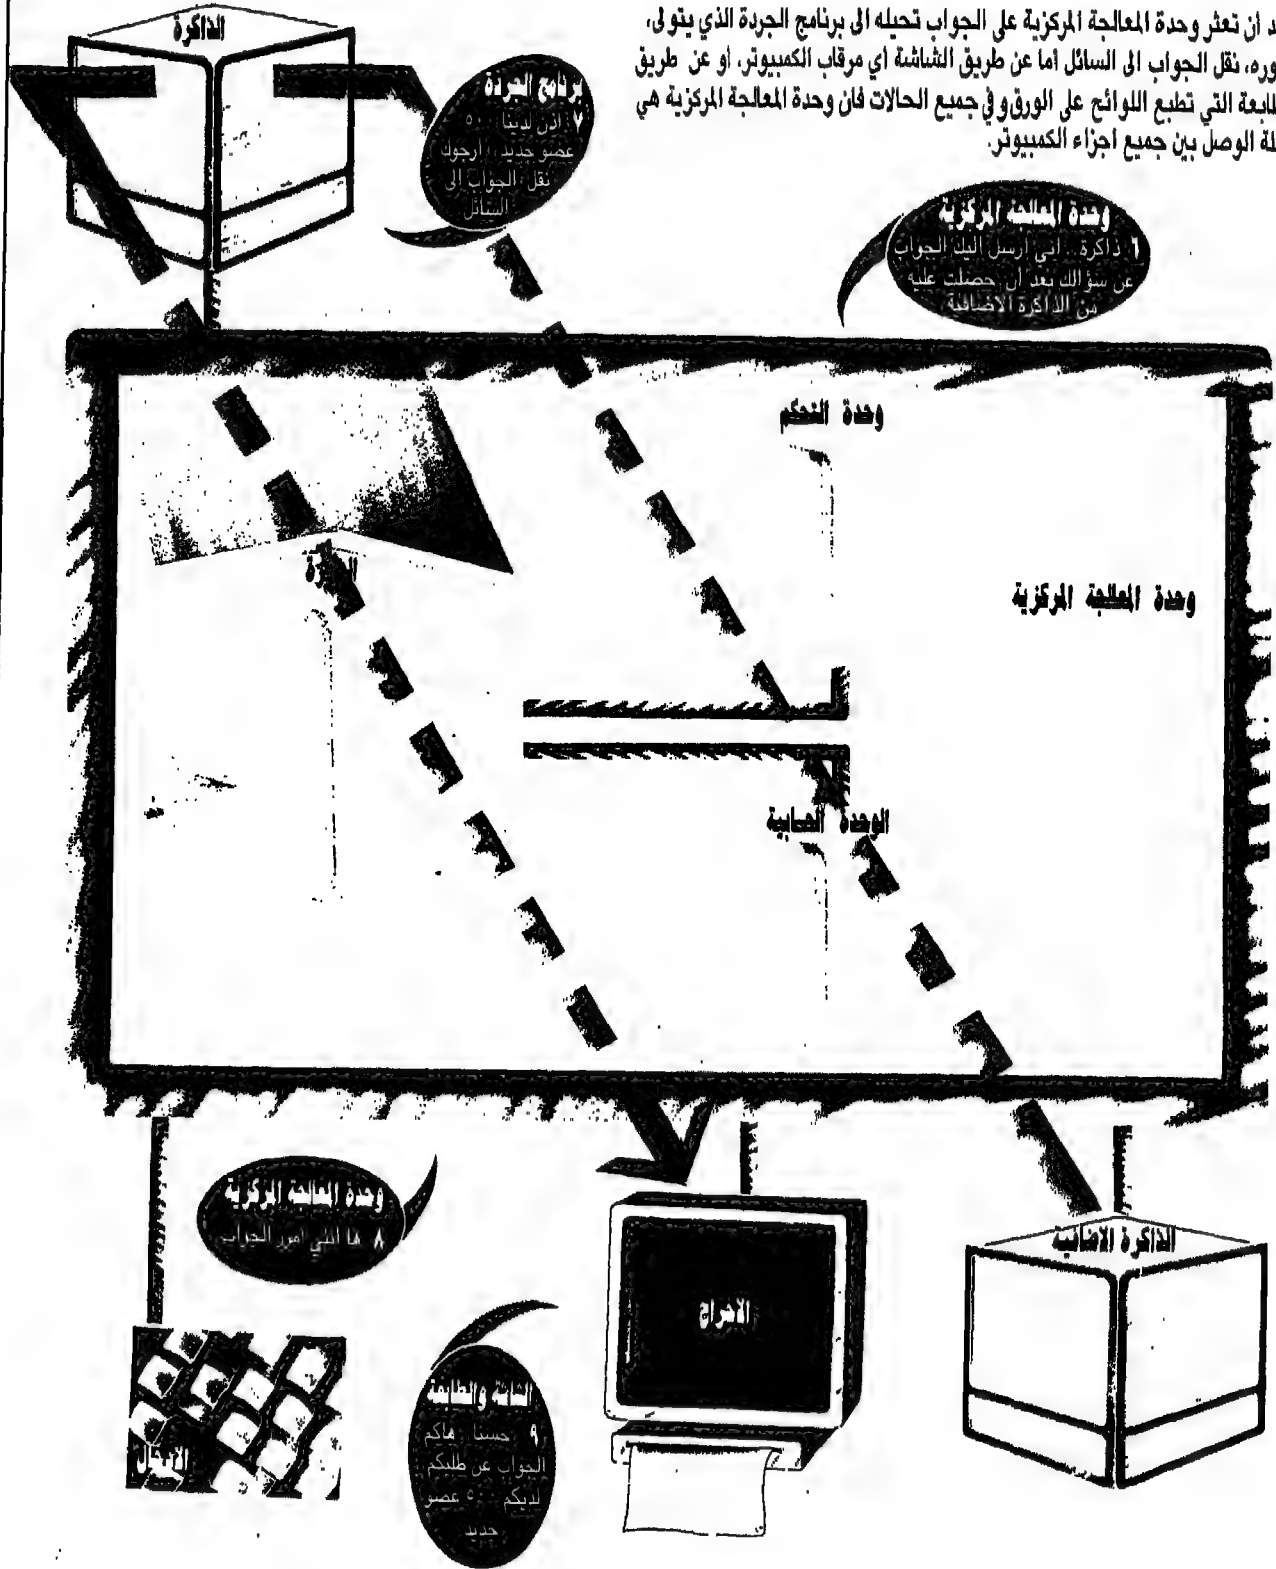 د ان تعثر وحدة المعالجة المركزية على الجواب تحيله الى برنامج الجردة الذي يتولى،
وره، نقل الجواب الى السائل اما عن طريق الشاشة اي مرقاب الكمبيوتر، او عن طريق
طابعة التي تطبع اللوائح على الورق وفي جميع الحالات فان وحدة المعالجة المركزية هي
لة الوصل بين جميع اجزاء الكمبيوتر.
الذاكرة
برنامج الجردة
٧ اذن لدينا ٥٠٠
عضو جديد.. ارجوك
نقل الجواب الى
السائل
وحدة المعالجة المركزية
٦ ذاكرة.. اني ارسل اليك الجواب
عن سؤالك بعد ان حصلت عليه
من الذاكرة الاضافية
وحدة التحكم
وحدة المعالجة المركزية
الوحدة الحسابية
وحدة المعالجة المركزية
٨ ها انني امرر الجواب
الذاكرة الاضافية
الاخراج
الشاشة والطابعة
٩ حسنا هاكم
الجواب عن طلبكم
لديكم ٥٠٠ عضو
جديد
الادخال